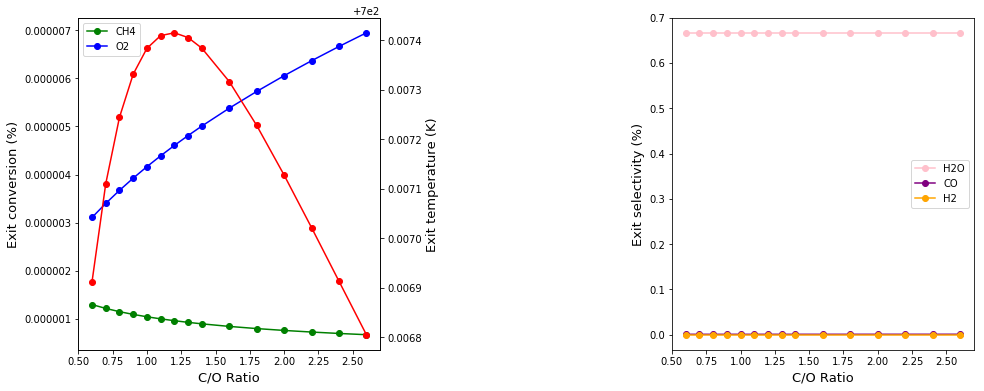 +7e2
0.000007
0.000006
0.000005
0.000004
0.000003
0.000002
0.000001
Exit conversion (%)
CH4
O2
0.0074
0.0073
0.0072
0.0071
0.0070
0.0069
0.0068
Exit temperature (K)
0.50 0.75 1.00 1.25 1.50 1.75 2.00 2.25 2.50
C/O Ratio
0.7
0.6
0.5
0.4
0.3
0.2
0.1
0.0
Exit selectivity (%)
H2O
CO
H2
0.50 0.75 1.00 1.25 1.50 1.75 2.00 2.25 2.50
C/O Ratio